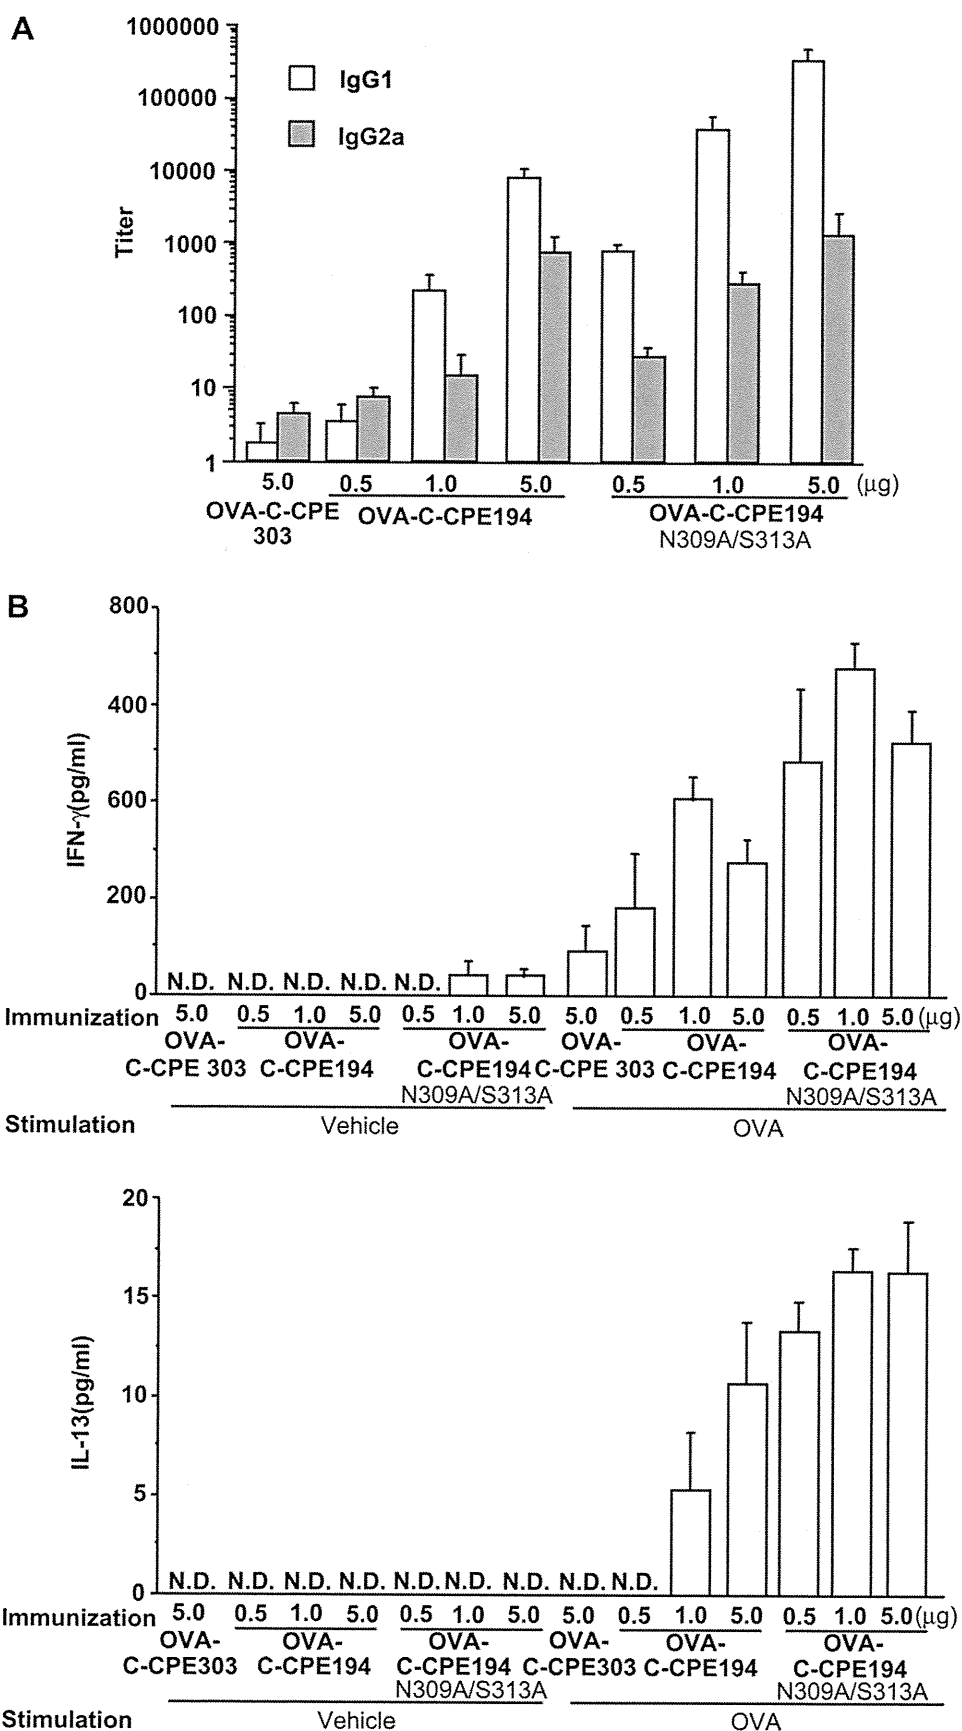 A
1000000
100000
10000
1000
100
10
1
Titer
IgG1
IgG2a
5.0 0.5 1.0 5.0 0.5 1.0 5.0 (μg)
OVA-C-CPE 303 OVA-C-CPE194 OVA-C-CPE194
N309A/S313A
B
800
400
600
200
0
IFN-γ(pg/ml)
N.D. N.D. N.D. N.D. N.D.
Immunization 5.0 0.5 1.0 5.0 0.5 1.0 5.0 5.0 0.5 1.0 5.0 0.5 1.0 5.0 (μg)
OVA- OVA- OVA- OVA- OVA- OVA-
C-CPE 303 C-CPE194 C-CPE194 C-CPE 303 C-CPE194 C-CPE194
N309A/S313A N309A/S313A
Stimulation Vehicle OVA
20
15
10
5
0
IL-13(pg/ml)
N.D. N.D. N.D. N.D. N.D. N.D. N.D. N.D. N.D.
Immunization 5.0 0.5 1.0 5.0 0.5 1.0 5.0 5.0 0.5 1.0 5.0 0.5 1.0 5.0 (μg)
OVA- OVA- OVA- OVA- OVA- OVA-
C-CPE303 C-CPE194 C-CPE194 C-CPE303 C-CPE194 C-CPE194
N309A/S313A N309A/S313A
Stimulation Vehicle OVA